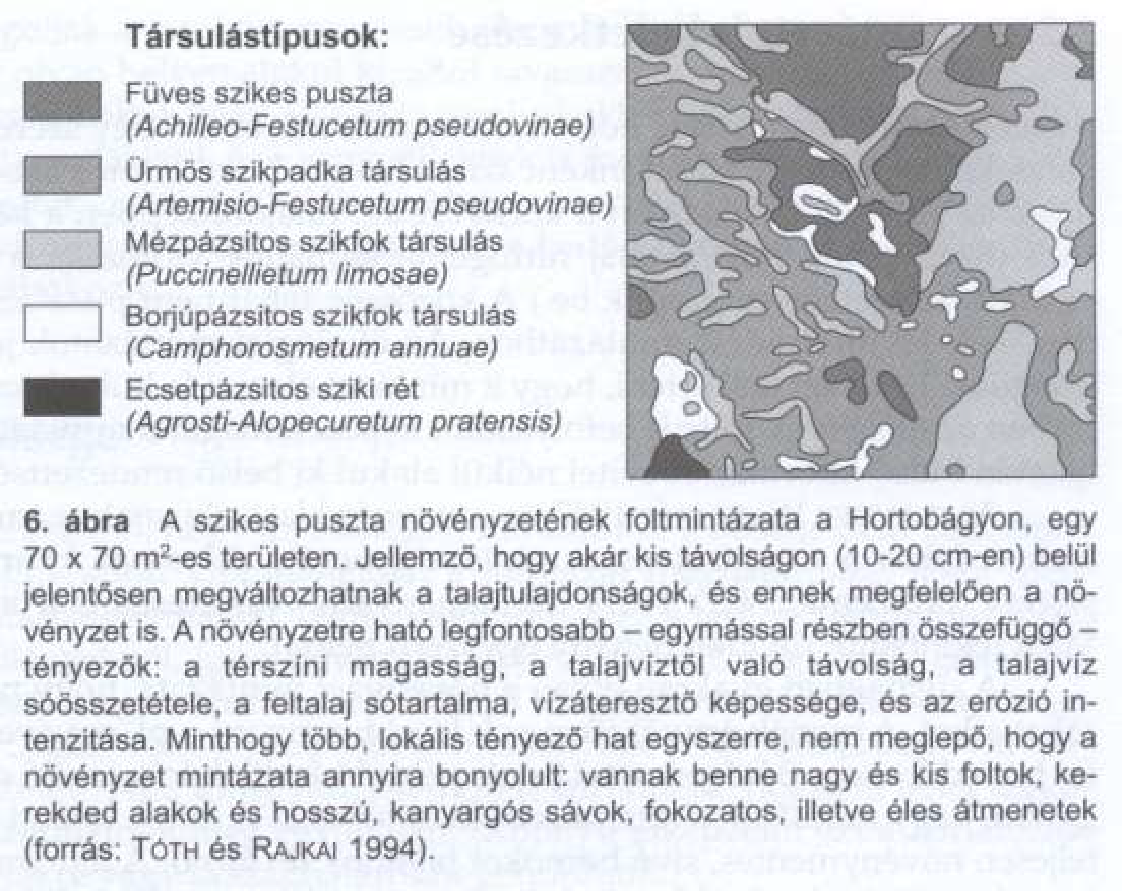 Társulástípusok:
Füves szikes puszta
(Achilleo-Festucetum pseudovinae)
Ürmös szikpadka társulás
(Artemisio-Festucetum pseudovinae)
Mézpázsitos szikfok társulás
(Puccinellietum limosae)
Borjúpázsitos szikfok társulás
(Camphorosmetum annuae)
Ecsetpázsitos sziki rét
(Agrosti-Alopecuretum pratensis)
6. ábra A szikes puszta növényzetének foltmintázata a Hortobágyon, egy
70 x 70 m²-es területen. Jellemző, hogy akár kis távolságon (10-20 cm-en) belül
jelentősen megváltozhatnak a talajtulajdonságok, és ennek megfelelően a nö-
vényzet is. A növényzetre ható legfontosabb – egymással részben összefüggő –
tényezők: a térszíni magasság, a talajvíztől való távolság, a talajvíz
sóösszetétele, a feltalaj sótartalma, vízáteresztő képessége, és az erózió in-
tenzitása. Minthogy több, lokális tényező hat egyszerre, nem meglepő, hogy a
növényzet mintázata annyira bonyolult: vannak benne nagy és kis foltok, ke-
rekded alakok és hosszú, kanyargós sávok, fokozatos, illetve éles átmenetek
(forrás: TÓTH és RAJKAI 1994).